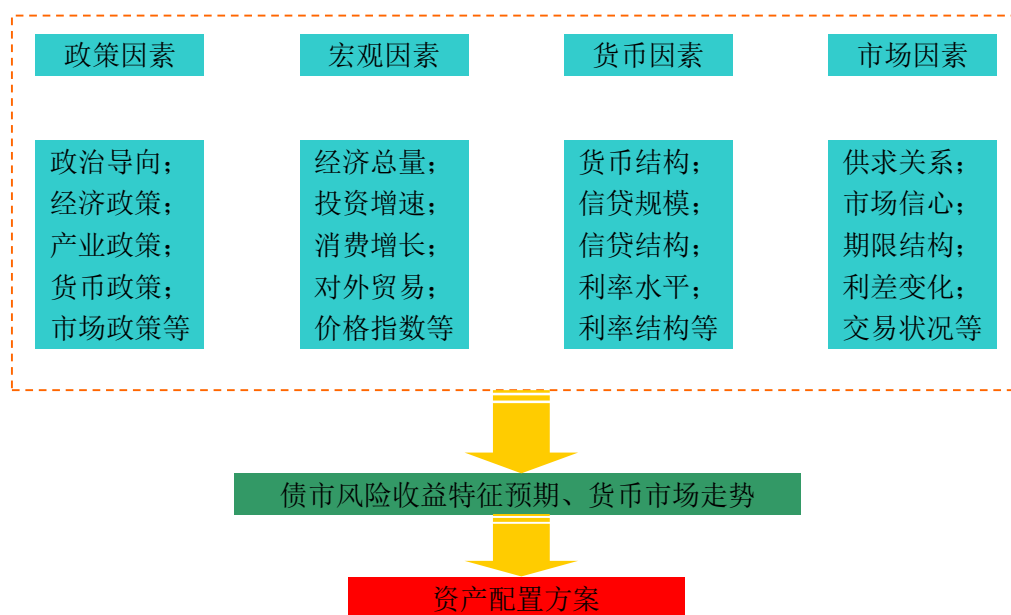 政策因素
宏观因素
货币因素
市场因素
政治导向；
经济政策；
产业政策；
货币政策；
市场政策等
经济总量；
投资增速；
消费增长；
对外贸易；
价格指数等
货币结构；
信贷规模；
信贷结构；
利率水平；
利率结构等
供求关系；
市场信心；
期限结构；
利差变化；
交易状况等
债市风险收益特征预期、货币市场走势
资产配置方案